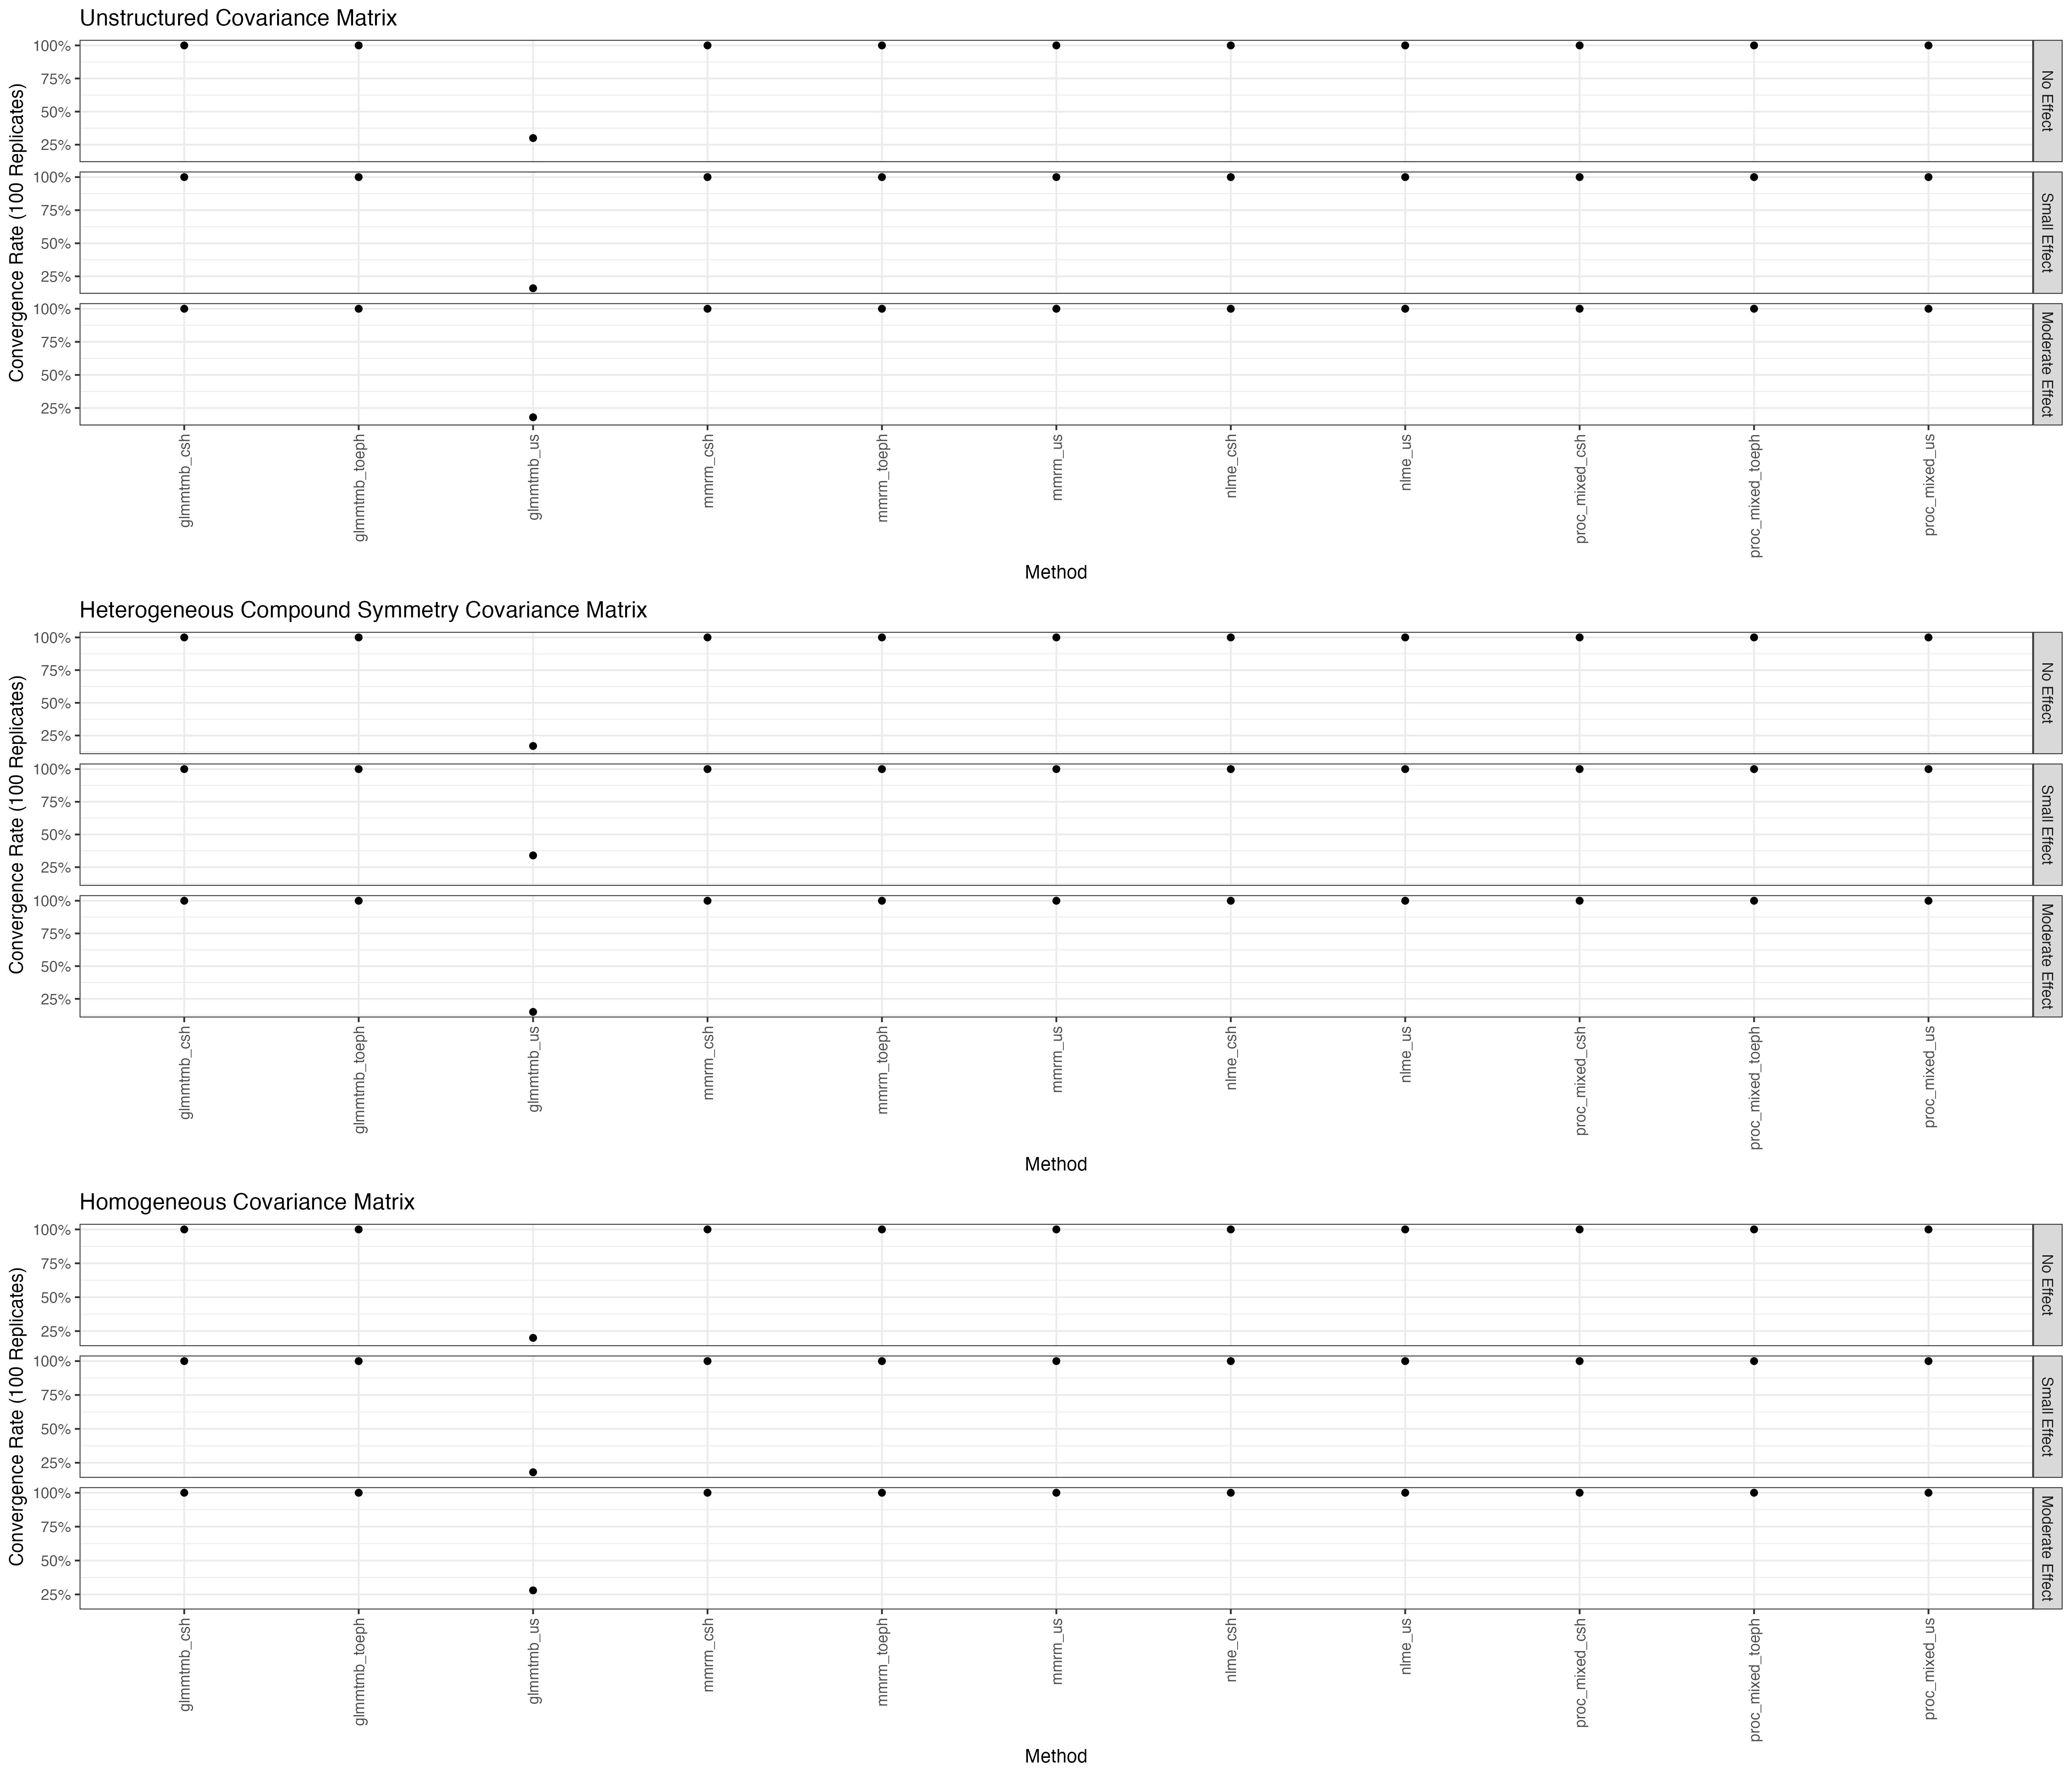 Unstructured Covariance Matrix
Convergence Rate (100 Replicates)
100%
75%
50%
25%
No Effect
100%
75%
50%
25%
Small Effect
100%
75%
50%
25%
Moderate Effect
glmmtmb_csh
glmmtmb_toeph
glmmtmb_us
mmrm_csh
mmrm_toeph
mmrm_us
nlme_csh
nlme_us
proc_mixed_csh
proc_mixed_toeph
proc_mixed_us
Method
Heterogeneous Compound Symmetry Covariance Matrix
Convergence Rate (100 Replicates)
100%
75%
50%
25%
No Effect
100%
75%
50%
25%
Small Effect
100%
75%
50%
25%
Moderate Effect
glmmtmb_csh
glmmtmb_toeph
glmmtmb_us
mmrm_csh
mmrm_toeph
mmrm_us
nlme_csh
nlme_us
proc_mixed_csh
proc_mixed_toeph
proc_mixed_us
Method
Homogeneous Covariance Matrix
Convergence Rate (100 Replicates)
100%
75%
50%
25%
No Effect
100%
75%
50%
25%
Small Effect
100%
75%
50%
25%
Moderate Effect
glmmtmb_csh
glmmtmb_toeph
glmmtmb_us
mmrm_csh
mmrm_toeph
mmrm_us
nlme_csh
nlme_us
proc_mixed_csh
proc_mixed_toeph
proc_mixed_us
Method